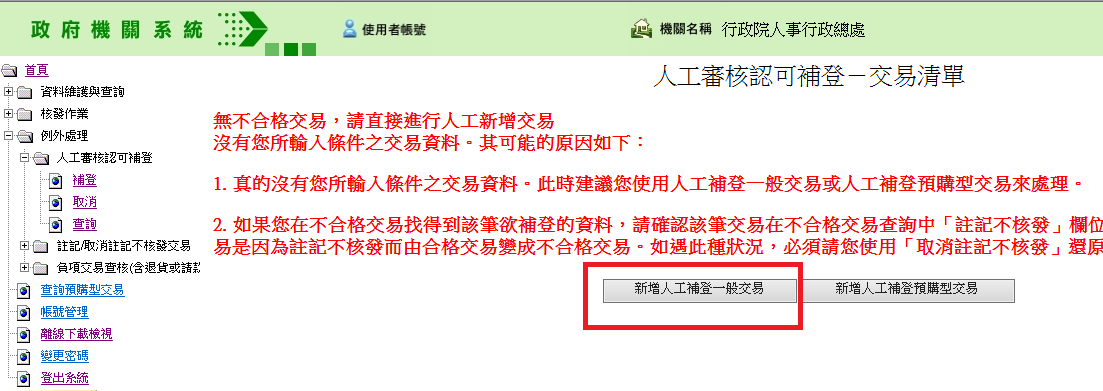 政府機關系統
使用者帳號
機關名稱 行政院人事行政總處
首頁
資料維護與查詢
核發作業
例外處理
人工審核認可補登
補登
取消
查詢
註記/取消註記不核發交易
負項交易查核(含退貨或請款
查詢預購型交易
帳號管理
離線下載檢視
變更密碼
登出系統
人工審核認可補登－交易清單
無不合格交易，請直接進行人工新增交易
沒有您所輸入條件之交易資料。其可能的原因如下：
1. 真的沒有您所輸入條件之交易資料。此時建議您使用人工補登一般交易或人工補登預購型交易來處理。
2. 如果您在不合格交易找得到該筆欲補登的資料，請確認該筆交易在不合格交易查詢中「註記不核發」欄位
易是因為註記不核發而由合格交易變成不合格交易。如遇此種狀況，必須請您使用「取消註記不核發」還原
新增人工補登一般交易
新增人工補登預購型交易